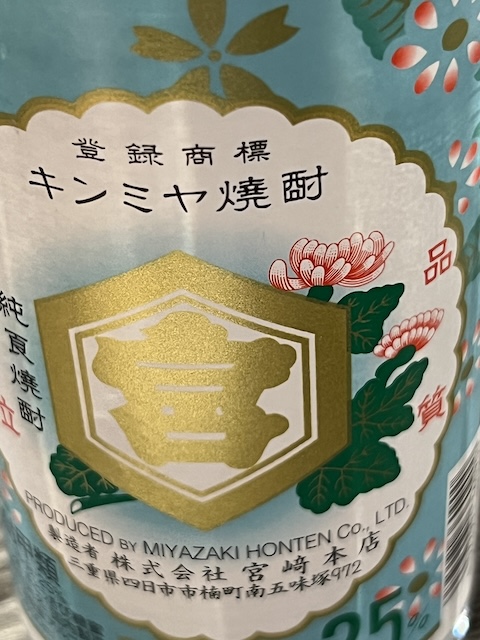 登録商標
キンミヤ焼酎
宮
品質
純良焼酎
PRODUCED BY MIYAZAKI HONTEN CO., LTD.
製造者 株式会社 宮﨑本店
三重県四日市市楠町南五味塚972
25%